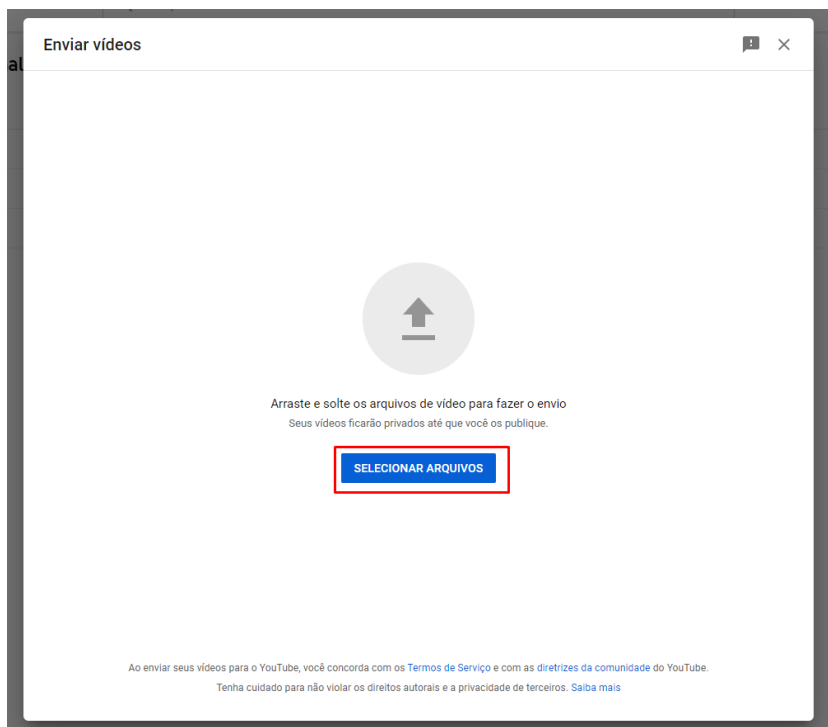 Enviar vídeos
al
Arraste e solte os arquivos de vídeo para fazer o envio
Seus vídeos ficarão privados até que você os publique.
SELECIONAR ARQUIVOS
Ao enviar seus vídeos para o YouTube, você concorda com os Termos de Serviço e com as diretrizes da comunidade do YouTube.
Tenha cuidado para não violar os direitos autorais e a privacidade de terceiros. Saiba mais